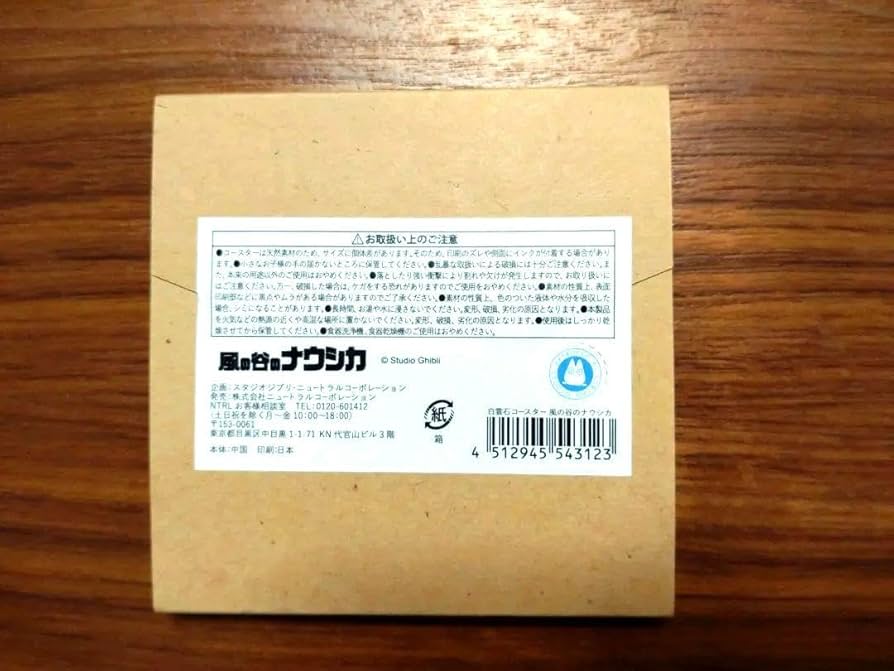 ⚠お取扱い上のご注意
●コースターは天然素材のため、サイズに個体差があります。そのため、印刷のズレや側面にインクが付着する場合があり
ます。●小さなお子様の手の届かないところに保管してください。●乱暴な取扱いによる破損には十分ご注意ください。ま
た、本来の用途以外のご使用はおやめください。●落としたり強い衝撃により割れや欠けが発生しますので、お取り扱いに
はご注意ください。万一、破損した場合は、ケガをする恐れがありますのでご使用をおやめください。●素材の性質上、表面
印刷部などに黒点やムラがある場合がありますのでご了承ください。●素材の性質上、色のついた液体や水分を吸収した
場合、シミになることがあります。●長時間、お湯や水に浸さないでください。変形、破損、劣化の原因となります。●本製品
を火気などの熱源の近くや高温な場所に置かないでください。変形、破損、劣化の原因となります。●使用後はしっかり乾
燥させてから保管してください。●食器洗浄機、食器乾燥機のご使用はおやめください。
風の谷のナウシカ © Studio Ghibli
企画：スタジオジブリ・ニュートラルコーポレーション
発売：株式会社ニュートラルコーポレーション
NTRL お客様相談室 TEL:0120-601412
(土日祝を除く月〜金 10:00〜18:00)
〒153-0061
東京都目黒区中目黒 1-1-71 KN 代官山ビル 3 階
本体：中国 印刷：日本
紙
箱
白雲石コースター 風の谷のナウシカ
4 512945 543123